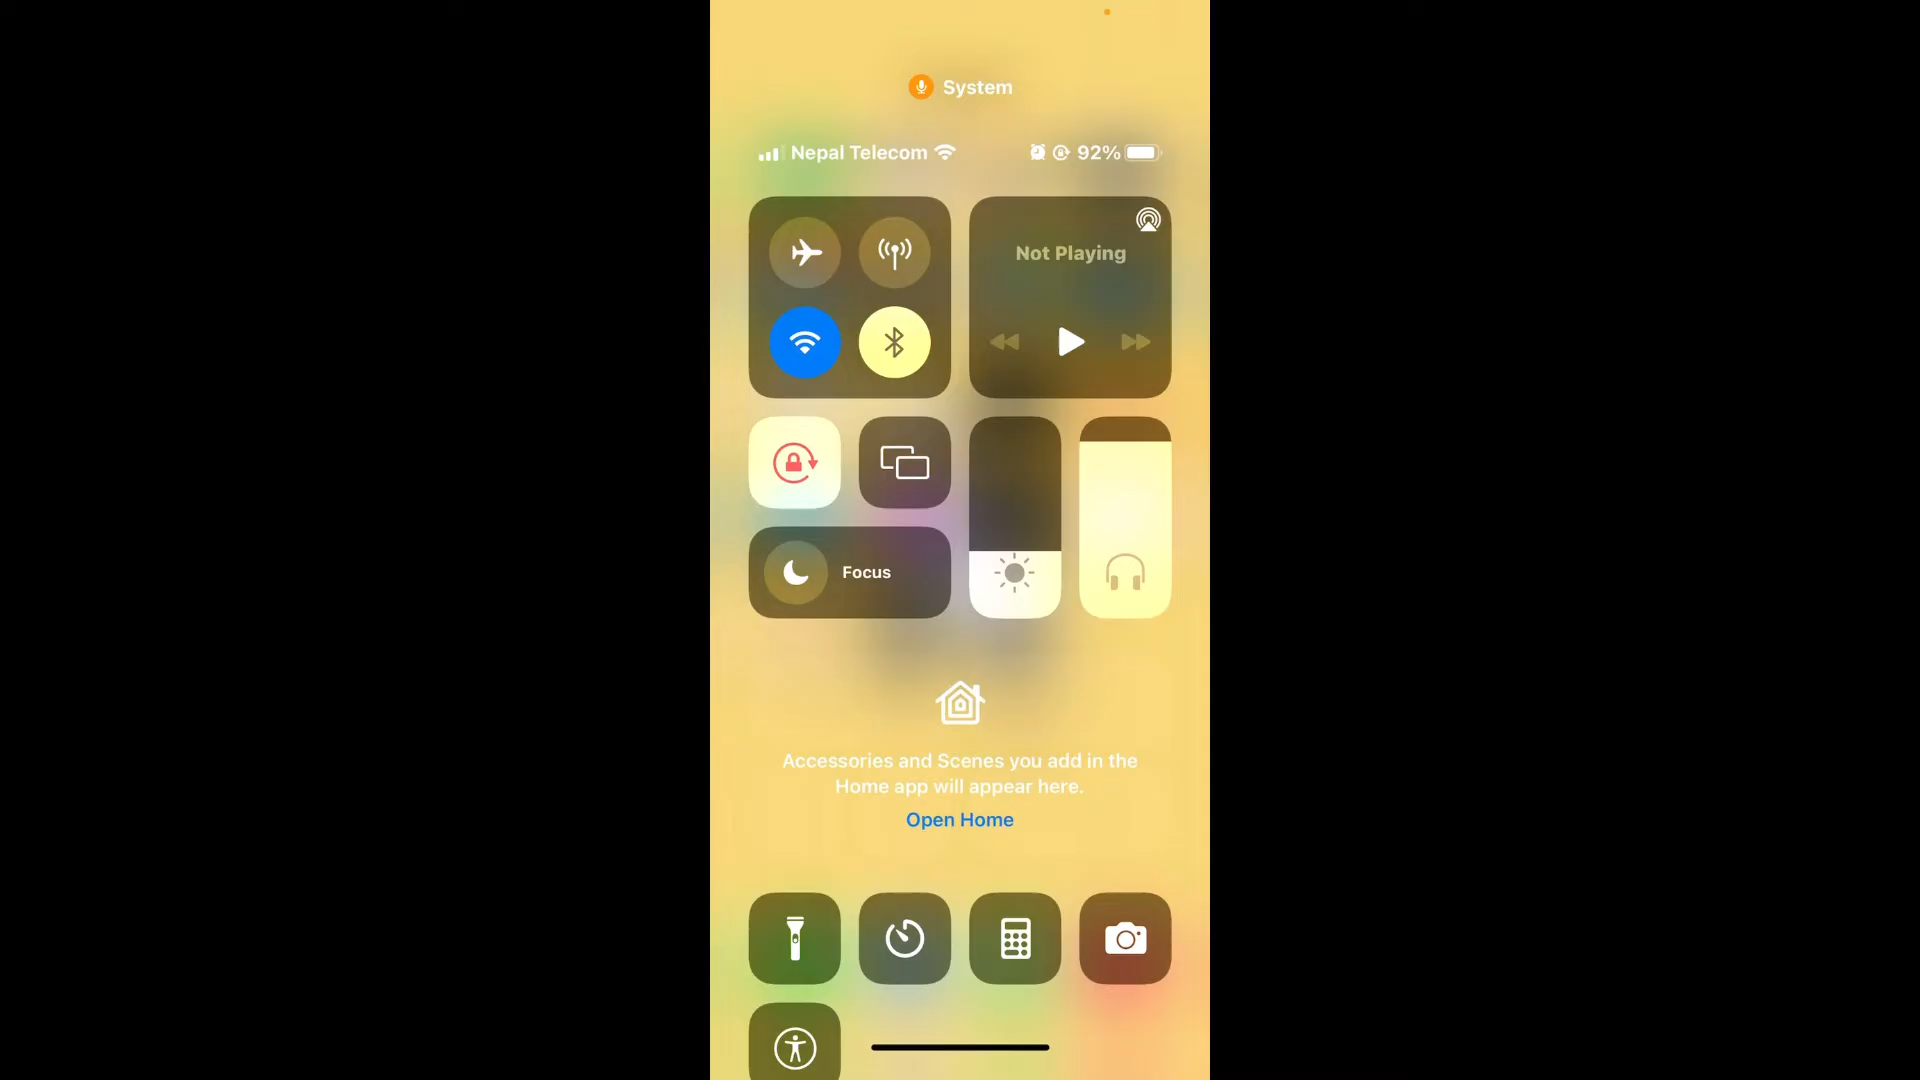 System
Nepal Telecom
92%
Not Playing
Focus
Accessories and Scenes you add in the
Home app will appear here.
Open Home